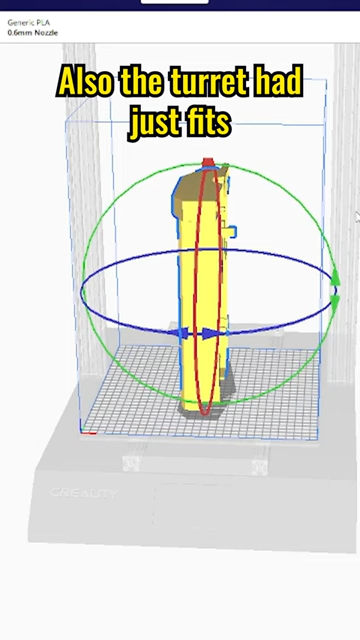 Generic PLA
0.6mm Nozzle
Also the turret had
just fits
CREALITY